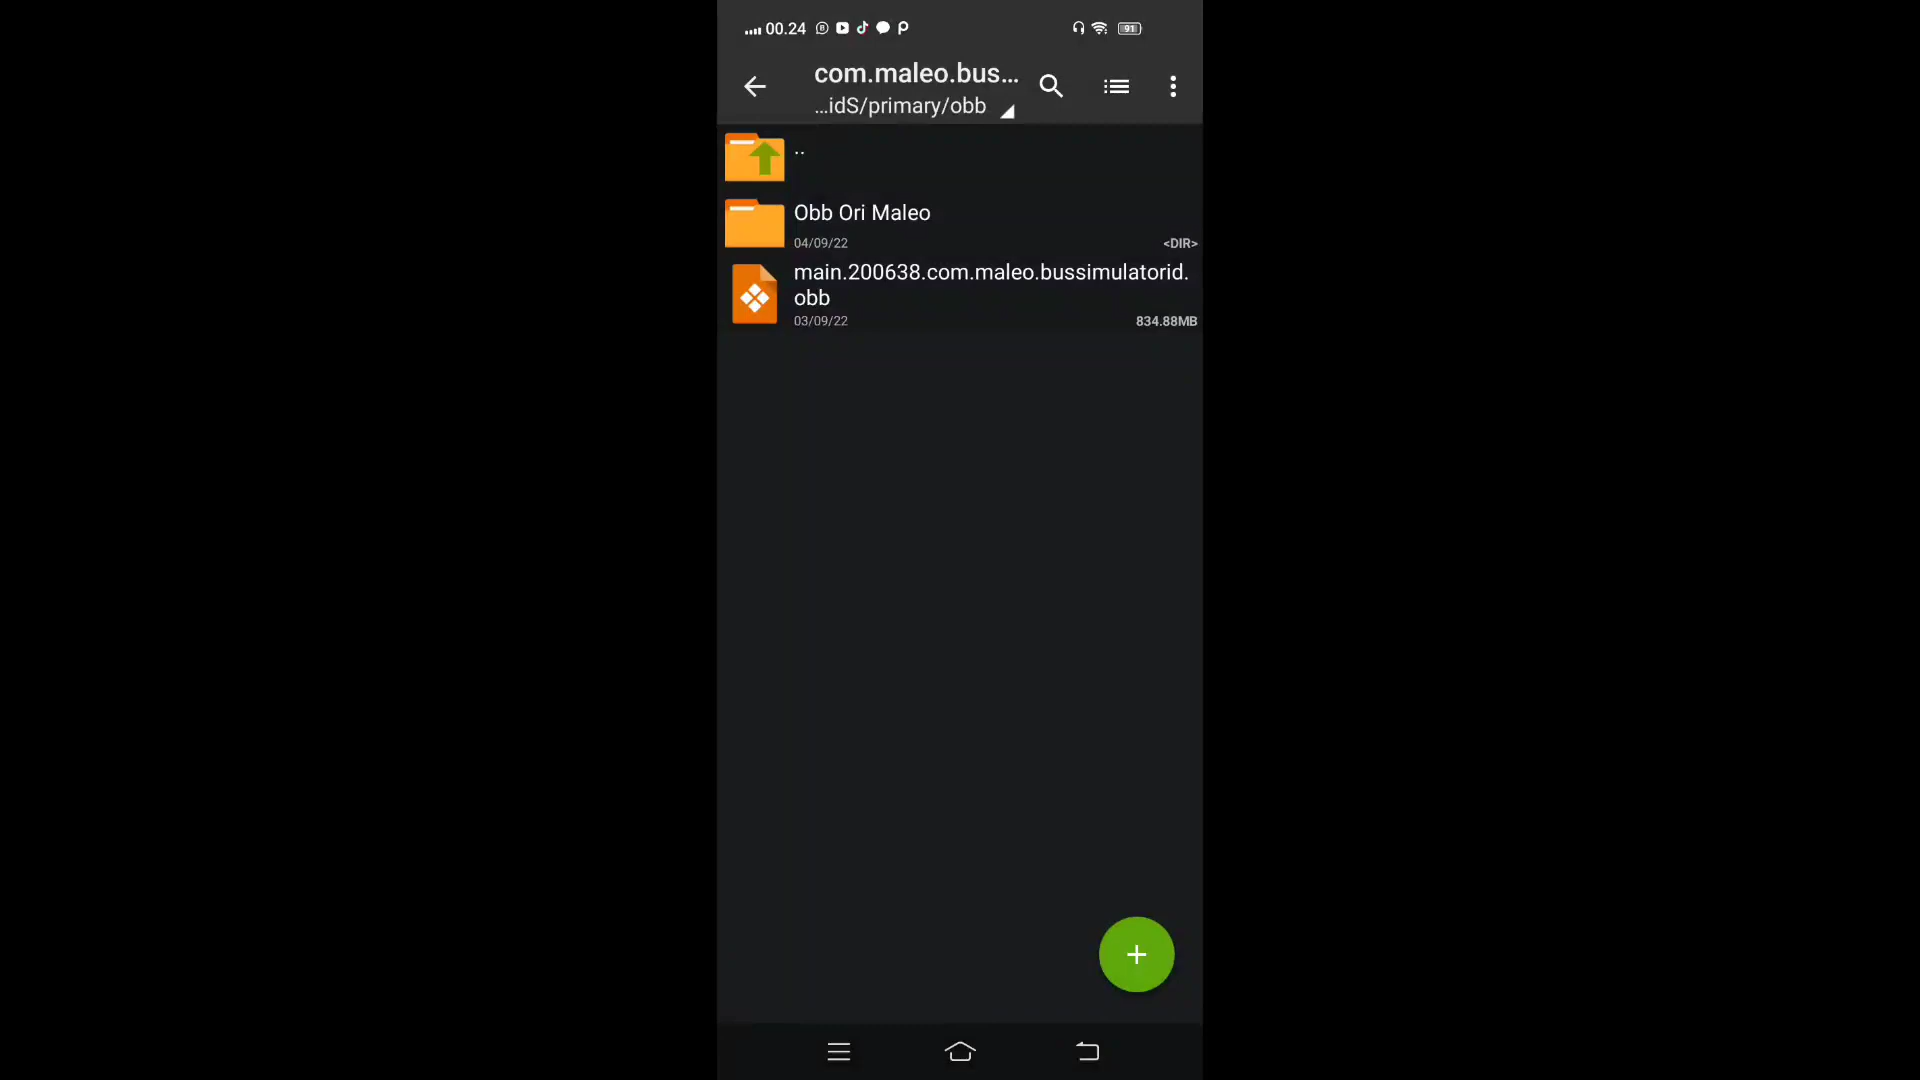 00.24
91
com.maleo.bus...
...idS/primary/obb
..
Obb Ori Maleo
04/09/22 <DIR>
main.200638.com.maleo.bussimulatorid.
obb
03/09/22 834.88MB